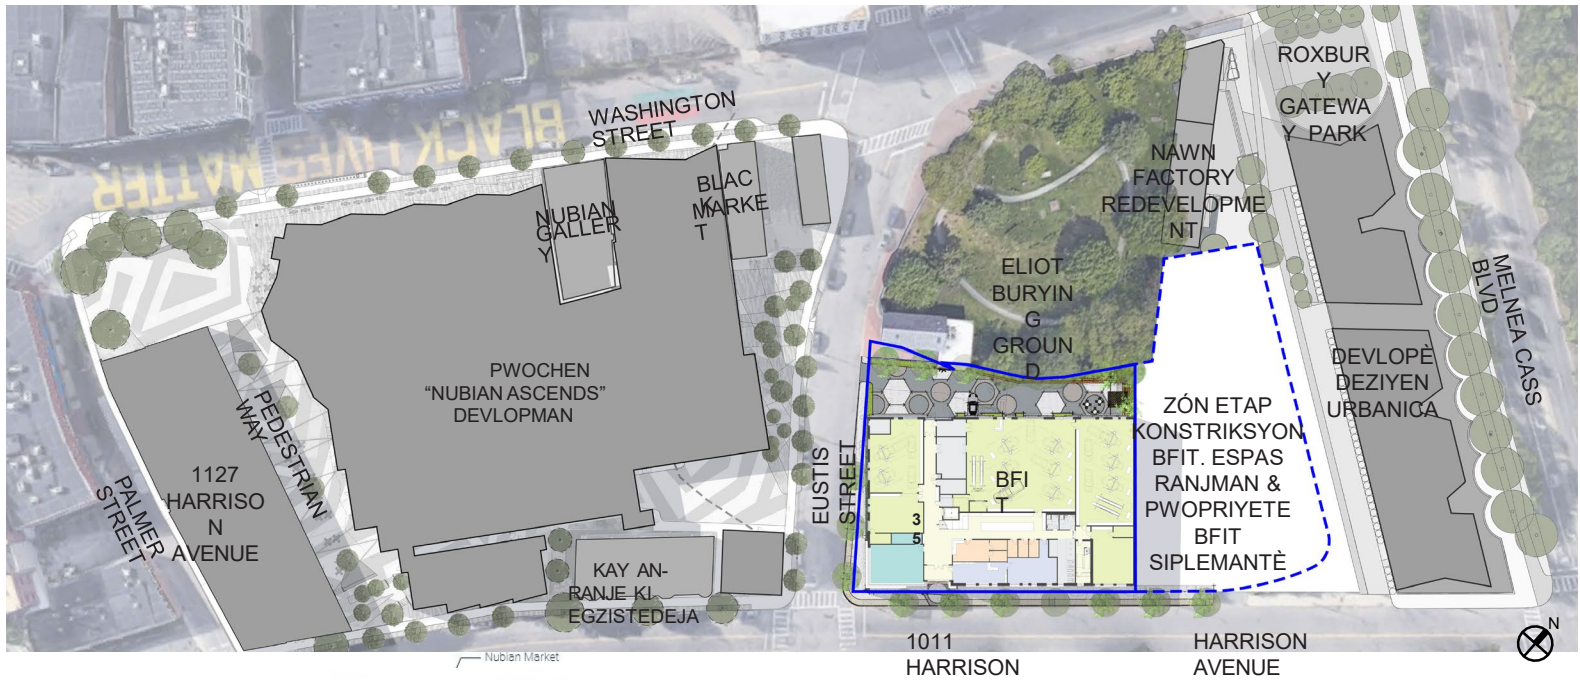 ROXBUR
Y
GATEWA
Y PARK
WASHINGTON
STREET
BLACK LIVES MATTER
NAWN
FACTORY
REDEVELOPME
NT
BLAC
K
MARKE
T
NUBIAN
GALLER
Y
ELIOT
BURYIN
G
GROUN
D
MELNEA CASS
BLVD
DEVLOPÈ
DEZIYEN
URBANICA
PWOCHEN
“NUBIAN ASCENDS”
DEVLOPMAN
PEDESTRIAN
WAY
ZÓN ETAP
KONSTRIKSYON
BFIT. ESPAS
RANJMAN &
PWOPRIYETE
BFIT
SIPLEMANTÈ
1127
HARRISO
N
AVENUE
PALMER
STREET
EUSTIS
STREET
BFI
T
3
5
KAY AN-
RANJE KI
EGZISTEDEJA
1011
HARRISON
HARRISON
AVENUE
N
Nubian Market